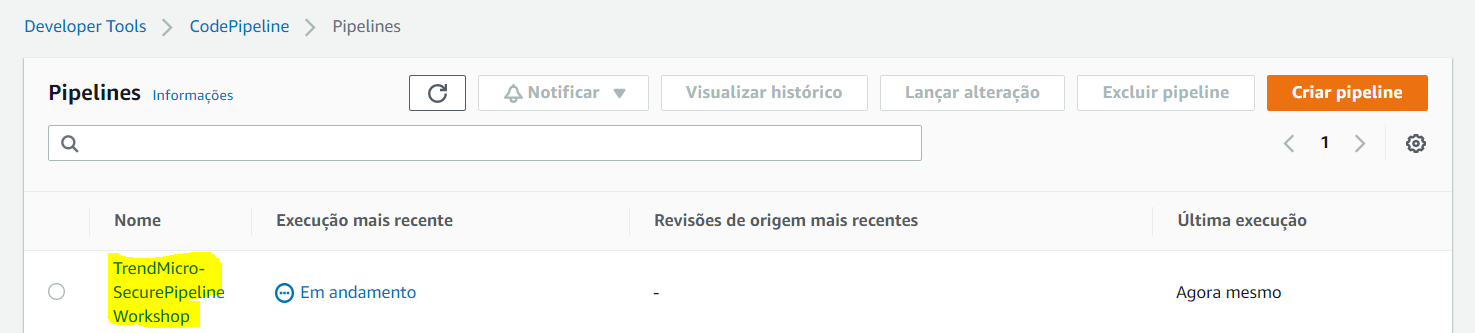 Developer Tools > CodePipeline > Pipelines
Pipelines Informações Notificar Visualizar histórico Lançar alteração Excluir pipeline Criar pipeline
1
Nome Execução mais recente Revisões de origem mais recentes Última execução
TrendMicro-
SecurePipeline Em andamento - Agora mesmo
Workshop